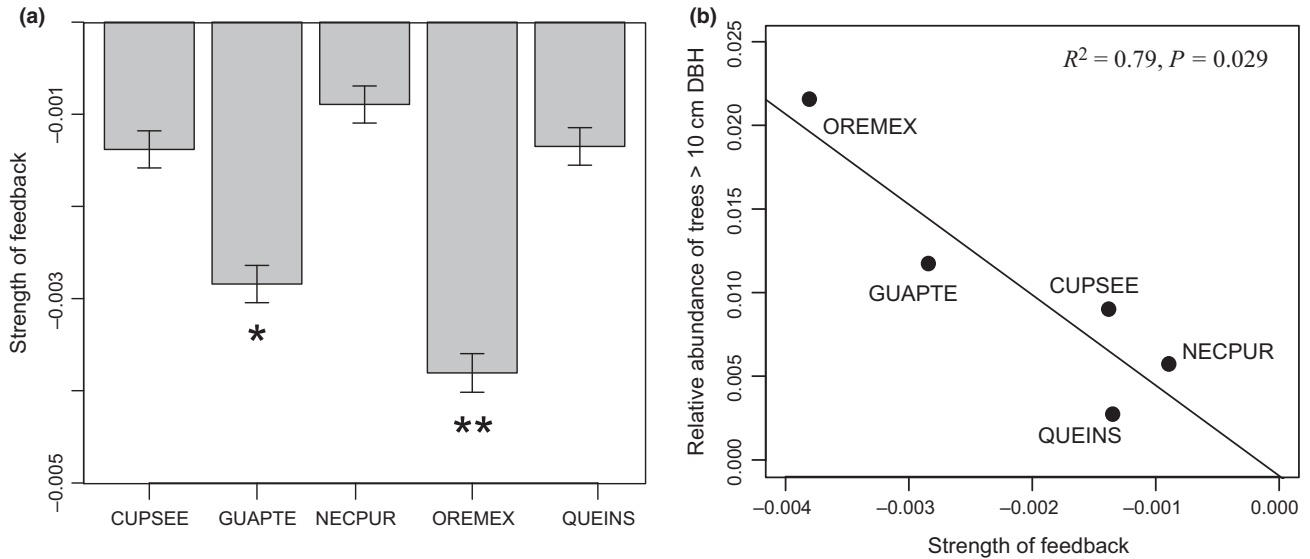 (a)
Strength of feedback
−0.001
−0.003
−0.005
*
**
CUPSEE GUAPTE NECPUR OREMEX QUEINS
(b)
Relative abundance of trees > 10 cm DBH
0.025
0.020
0.015
0.010
0.005
0.000
R² = 0.79, P = 0.029
OREMEX
GUAPTE
CUPSEE
NECPUR
QUEINS
−0.004 −0.003 −0.002 −0.001 0.000
Strength of feedback